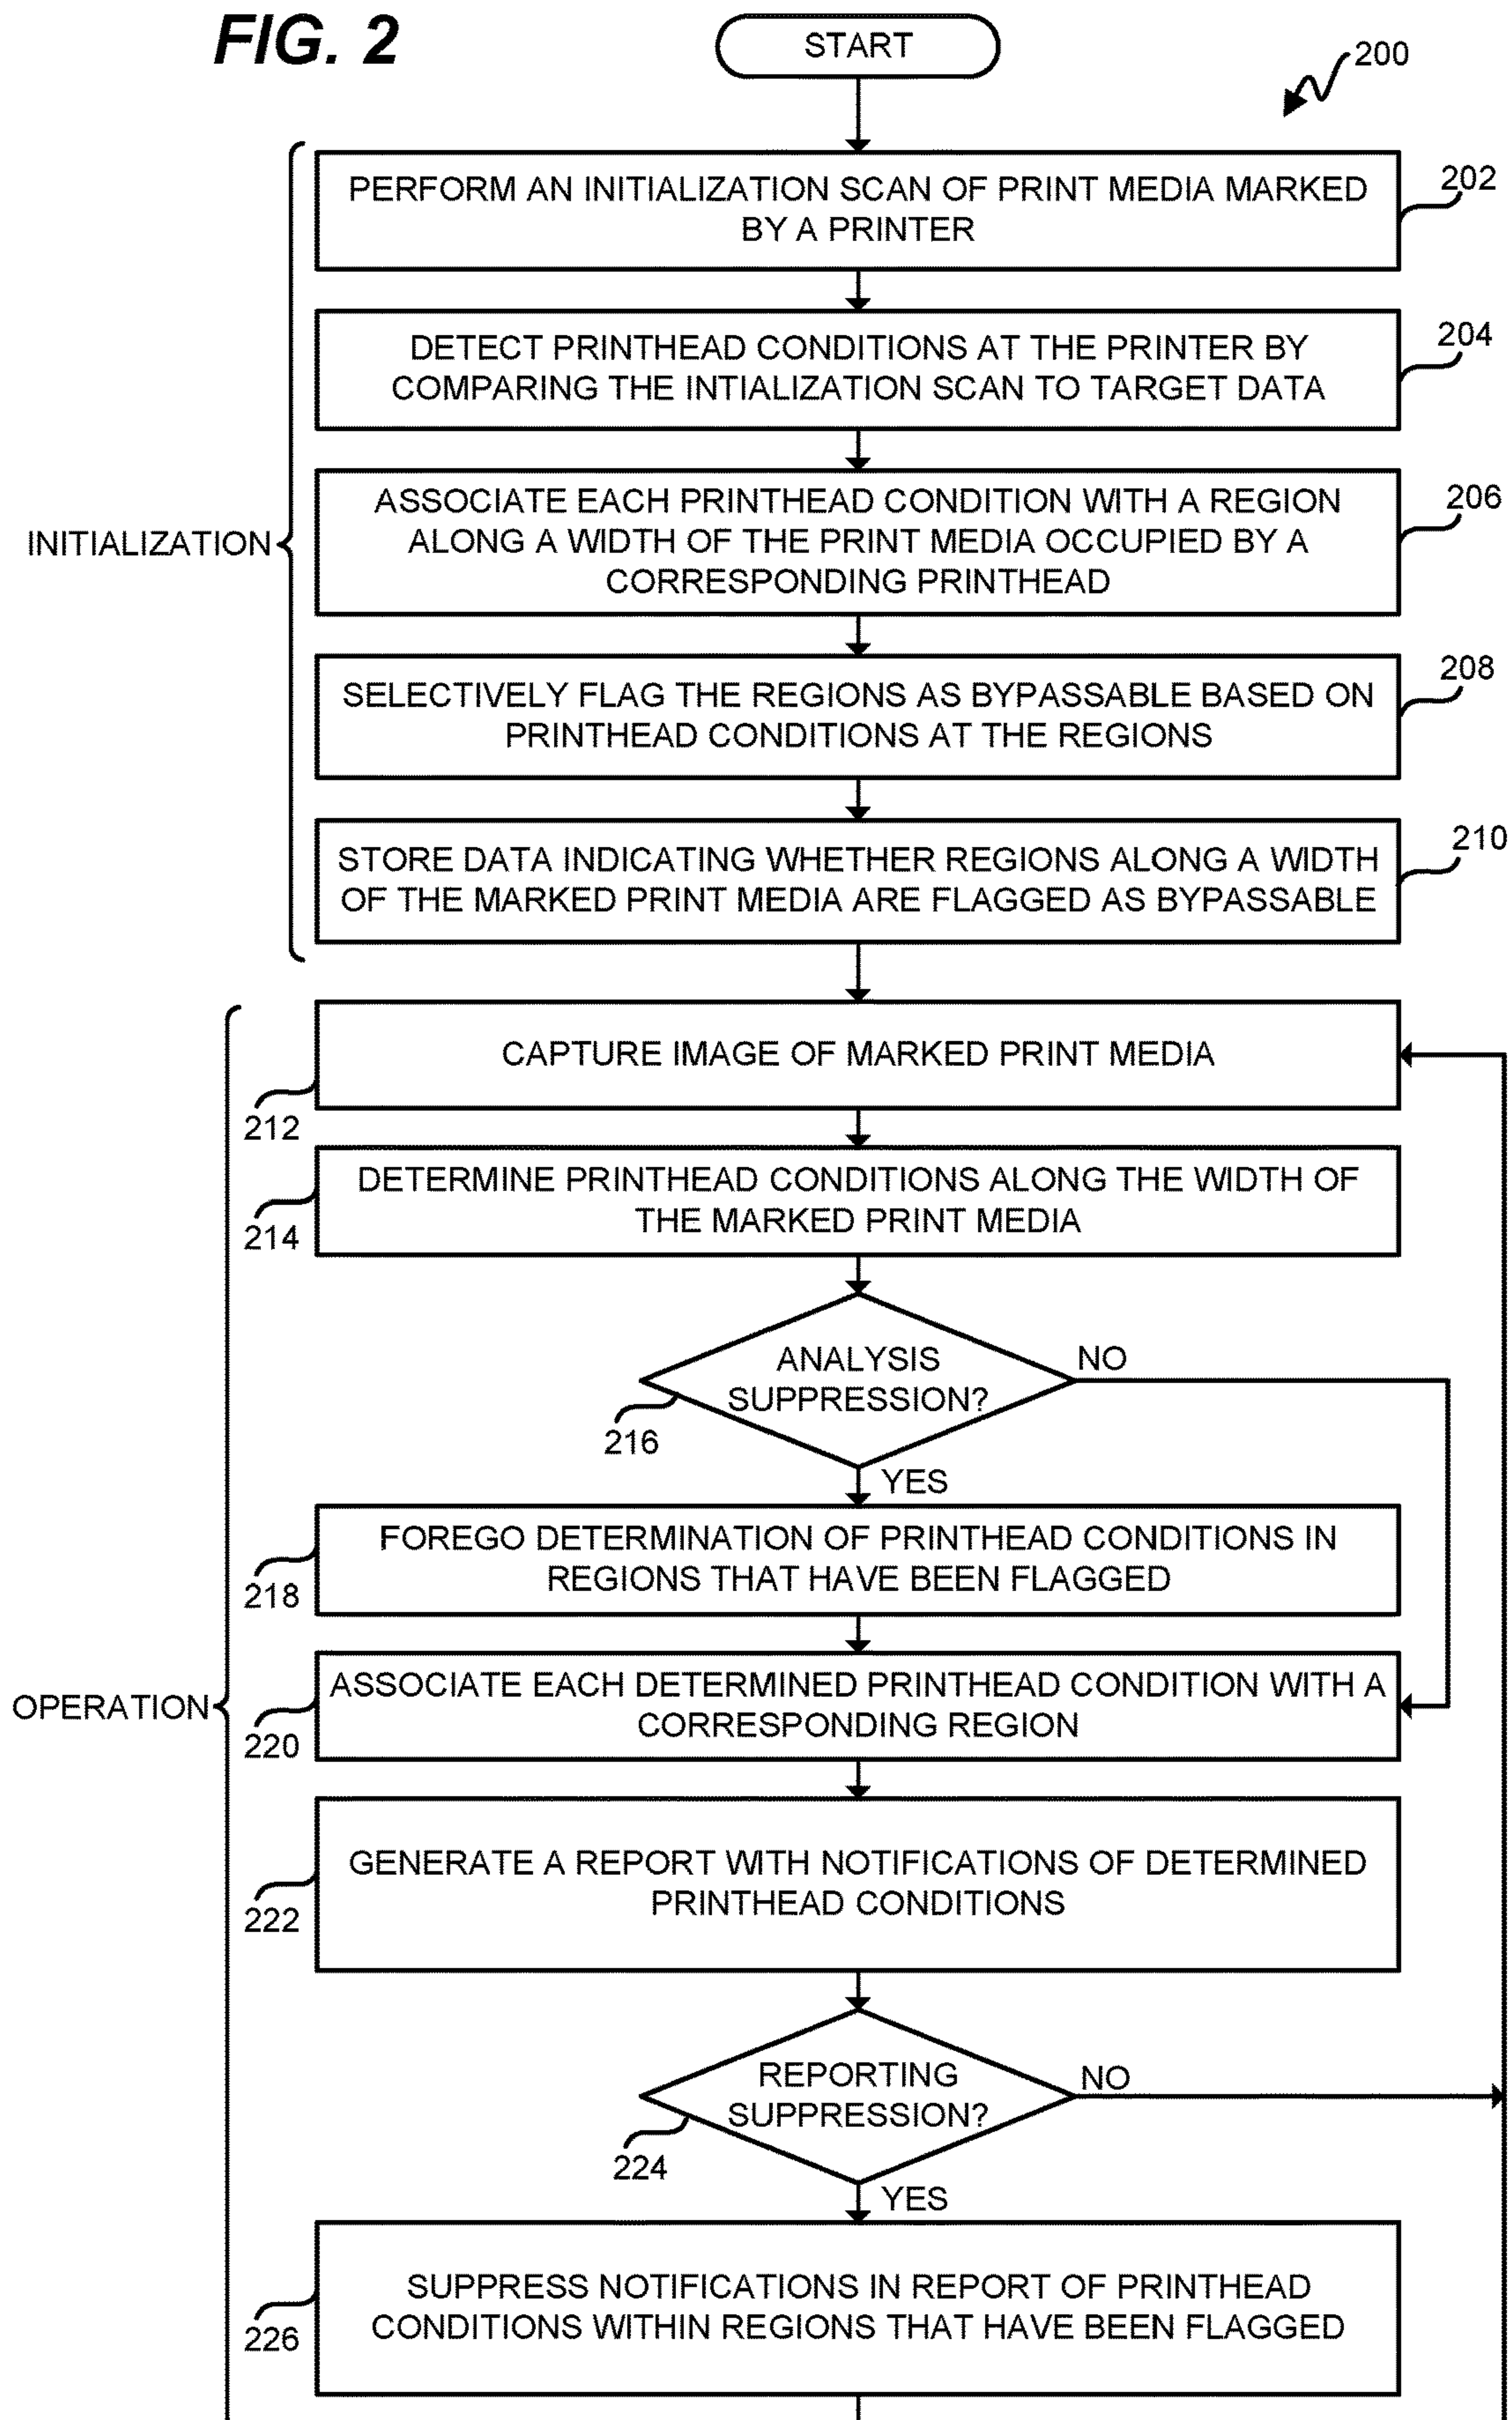 FIG. 2
START
200
PERFORM AN INITIALIZATION SCAN OF PRINT MEDIA MARKED
BY A PRINTER
202
DETECT PRINTHEAD CONDITIONS AT THE PRINTER BY
COMPARING THE INTIALIZATION SCAN TO TARGET DATA
204
ASSOCIATE EACH PRINTHEAD CONDITION WITH A REGION
ALONG A WIDTH OF THE PRINT MEDIA OCCUPIED BY A
CORRESPONDING PRINTHEAD
206
INITIALIZATION
SELECTIVELY FLAG THE REGIONS AS BYPASSABLE BASED ON
PRINTHEAD CONDITIONS AT THE REGIONS
208
STORE DATA INDICATING WHETHER REGIONS ALONG A WIDTH
OF THE MARKED PRINT MEDIA ARE FLAGGED AS BYPASSABLE
210
CAPTURE IMAGE OF MARKED PRINT MEDIA
212
DETERMINE PRINTHEAD CONDITIONS ALONG THE WIDTH OF
THE MARKED PRINT MEDIA
214
ANALYSIS
SUPPRESSION?
NO
216
YES
FOREGO DETERMINATION OF PRINTHEAD CONDITIONS IN
REGIONS THAT HAVE BEEN FLAGGED
218
ASSOCIATE EACH DETERMINED PRINTHEAD CONDITION WITH A
CORRESPONDING REGION
OPERATION
220
GENERATE A REPORT WITH NOTIFICATIONS OF DETERMINED
PRINTHEAD CONDITIONS
222
REPORTING
SUPPRESSION?
NO
224
YES
SUPPRESS NOTIFICATIONS IN REPORT OF PRINTHEAD
CONDITIONS WITHIN REGIONS THAT HAVE BEEN FLAGGED
226